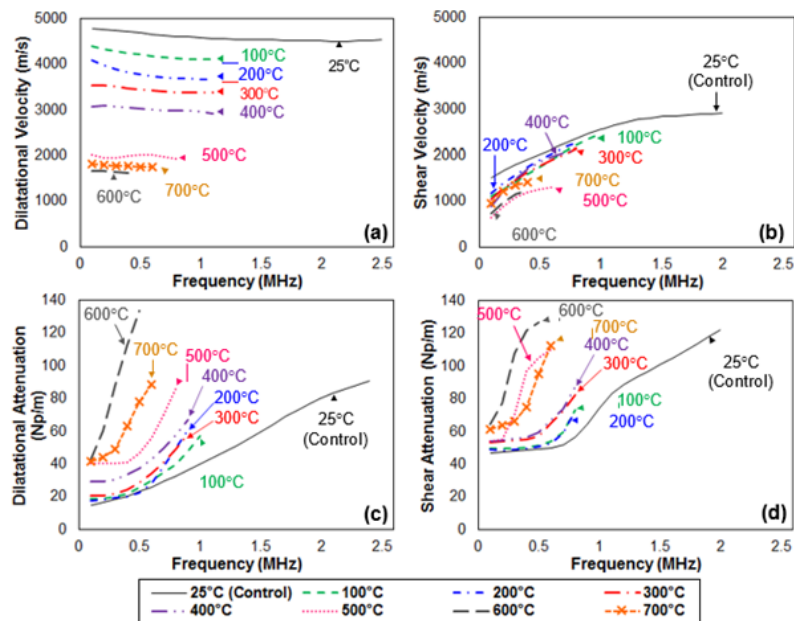 Dilatational Velocity (m/s)
5000
4000
3000
2000
1000
0
100°C
25°C
200°C
300°C
400°C
500°C
700°C
600°C
(a)
0 0.5 1 1.5 2 2.5
Frequency (MHz)
Shear Velocity (m/s)
5000
4000
3000
2000
1000
0
25°C
(Control)
400°C
200°C
100°C
300°C
700°C
500°C
600°C
(b)
0 0.5 1 1.5 2 2.5
Frequency (MHz)
Dilatational Attenuation
(Np/m)
140
120
100
80
60
40
20
0
600°C
700°C
500°C
400°C
200°C
300°C
25°C
(Control)
100°C
(c)
0 0.5 1 1.5 2 2.5
Frequency (MHz)
Shear Attenuation (Np/m)
140
120
100
80
60
40
20
0
600°C
500°C
700°C
400°C
300°C
25°C
(Control)
100°C
200°C
(d)
0 0.5 1 1.5 2 2.5
Frequency (MHz)
25°C (Control) 100°C 200°C 300°C
400°C 500°C 600°C 700°C